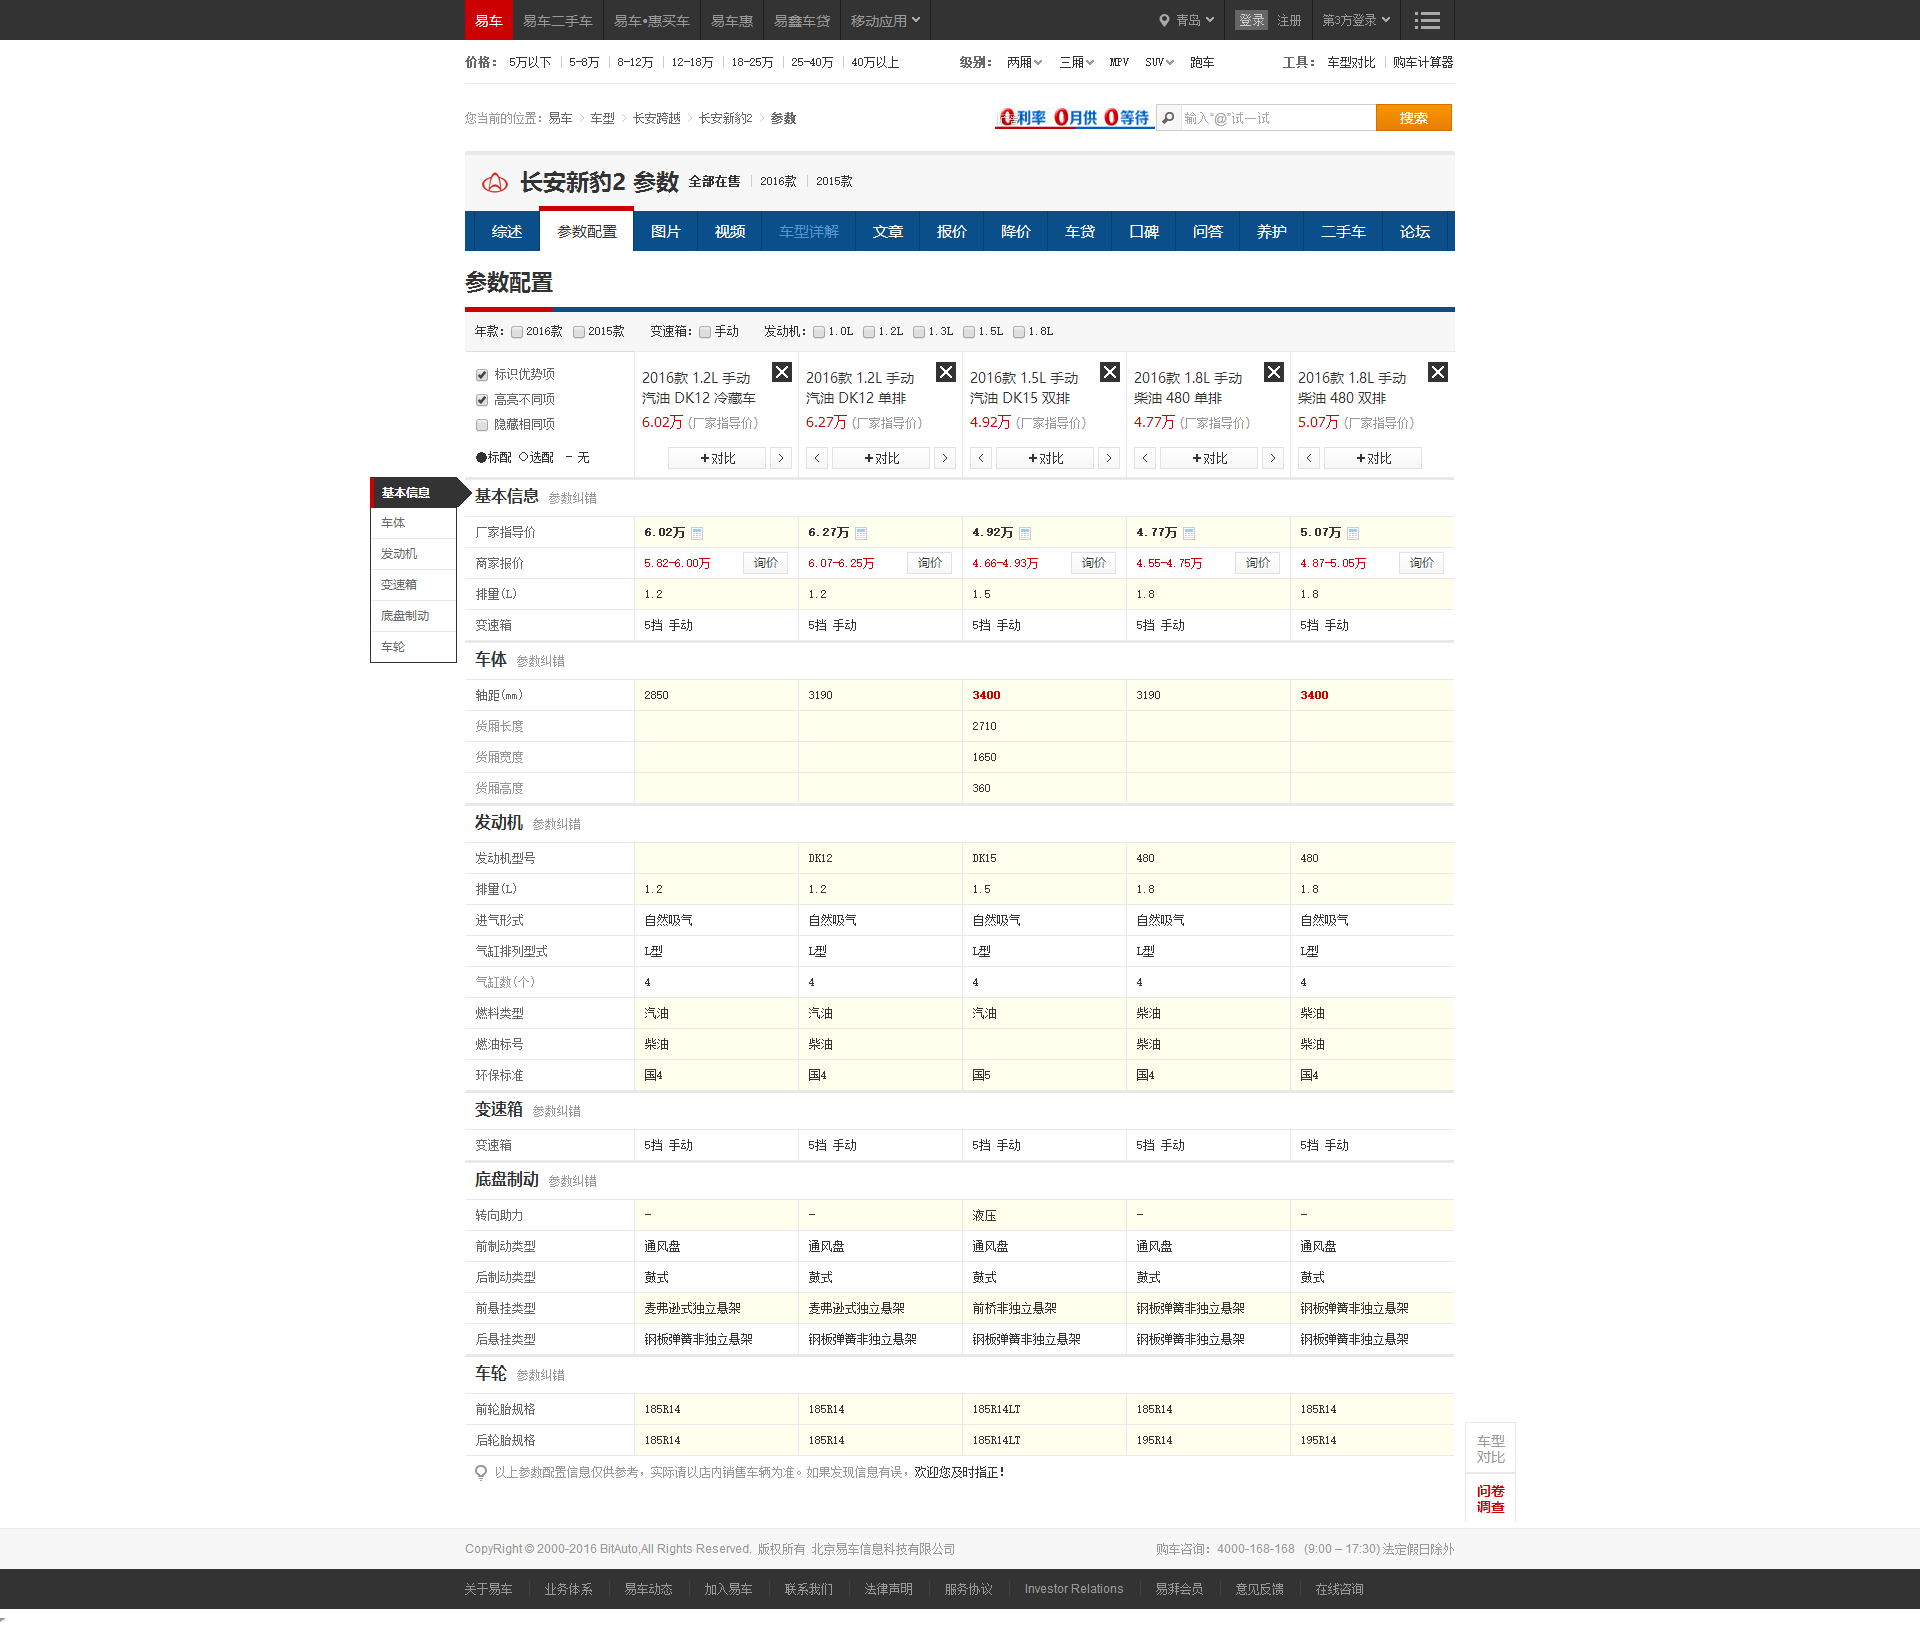 易车 易车二手车 易车•惠买车 易车惠 易鑫车贷 移动应用 青岛 登录 注册 第3方登录
价格： 5万以下 5-8万 8-12万 12-18万 18-25万 25-40万 40万以上 级别： 两厢 三厢 MPV SUV 跑车 工具： 车型对比 购车计算器
您当前的位置： 易车 > 车型 > 长安跨越 > 长安新豹2 > 参数 0利率 0月供 0等待 输入“@”试一试 搜索
长安新豹2 参数 全部在售 2016款 2015款
综述 参数配置 图片 视频 车型详解 文章 报价 降价 车贷 口碑 问答 养护 二手车 论坛
参数配置
年款： 2016款 2015款 变速箱： 手动 发动机： 1.0L 1.2L 1.3L 1.5L 1.8L
标识优势项
高亮不同项
隐藏相同项
●标配 ○选配 - 无
2016款 1.2L 手动 2016款 1.2L 手动 2016款 1.5L 手动 2016款 1.8L 手动 2016款 1.8L 手动
汽油 DK12 冷藏车 汽油 DK12 单排 汽油 DK15 双排 柴油 480 单排 柴油 480 双排
6.02万 (厂家指导价) 6.27万 (厂家指导价) 4.92万 (厂家指导价) 4.77万 (厂家指导价) 5.07万 (厂家指导价)
+对比 > < +对比 > < +对比 > < +对比 > < +对比
基本信息
车体
发动机
变速箱
底盘制动
车轮
基本信息 参数纠错
厂家指导价 6.02万 6.27万 4.92万 4.77万 5.07万
商家报价 5.82-6.00万 询价 6.07-6.25万 询价 4.66-4.93万 询价 4.55-4.75万 询价 4.87-5.05万 询价
排量(L) 1.2 1.2 1.5 1.8 1.8
变速箱 5挡 手动 5挡 手动 5挡 手动 5挡 手动 5挡 手动
车体 参数纠错
轴距(mm) 2850 3190 3400 3190 3400
货厢长度 2710
货厢宽度 1650
货厢高度 360
发动机 参数纠错
发动机型号 DK12 DK15 480 480
排量(L) 1.2 1.2 1.5 1.8 1.8
进气形式 自然吸气 自然吸气 自然吸气 自然吸气 自然吸气
气缸排列型式 L型 L型 L型 L型 L型
气缸数(个) 4 4 4 4 4
燃料类型 汽油 汽油 汽油 柴油 柴油
燃油标号 柴油 柴油 柴油 柴油
环保标准 国4 国4 国5 国4 国4
变速箱 参数纠错
变速箱 5挡 手动 5挡 手动 5挡 手动 5挡 手动 5挡 手动
底盘制动 参数纠错
转向助力 - - 液压 - -
前制动类型 通风盘 通风盘 通风盘 通风盘 通风盘
后制动类型 鼓式 鼓式 鼓式 鼓式 鼓式
前悬挂类型 麦弗逊式独立悬架 麦弗逊式独立悬架 前桥非独立悬架 钢板弹簧非独立悬架 钢板弹簧非独立悬架
后悬挂类型 钢板弹簧非独立悬架 钢板弹簧非独立悬架 钢板弹簧非独立悬架 钢板弹簧非独立悬架 钢板弹簧非独立悬架
车轮 参数纠错
前轮胎规格 185R14 185R14 185R14LT 185R14 185R14
后轮胎规格 185R14 185R14 185R14LT 195R14 195R14
以上参数配置信息仅供参考，实际请以店内销售车辆为准。如果发现信息有误，欢迎您及时指正！
车型
对比
问卷
调查
CopyRight © 2000-2016 BitAuto,All Rights Reserved. 版权所有 北京易车信息科技有限公司 购车咨询：4000-168-168 (9:00 – 17:30) 法定假日除外
关于易车 业务体系 易车动态 加入易车 联系我们 法律声明 服务协议 Investor Relations 易湃会员 意见反馈 在线咨询